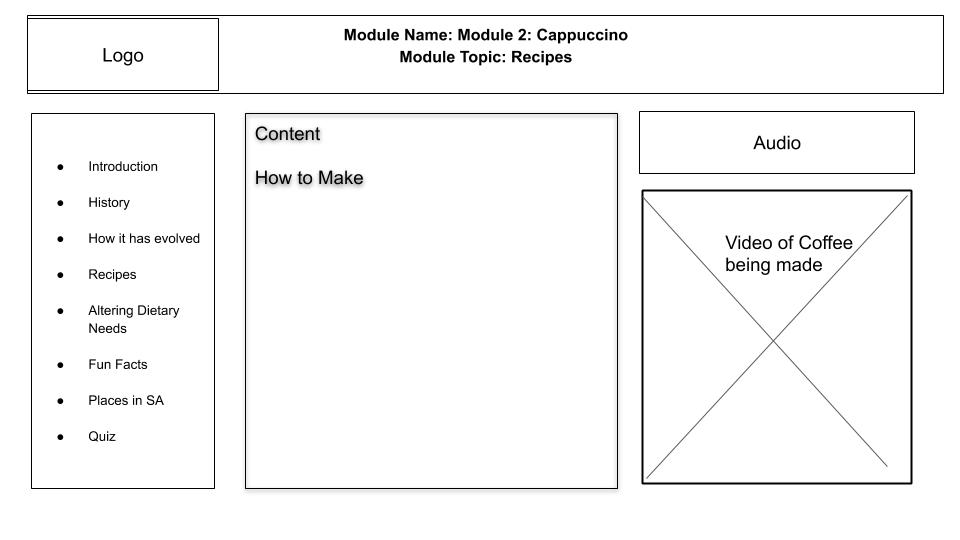 Logo
Module Name: Module 2: Cappuccino
Module Topic: Recipes
● Introduction
● History
● How it has evolved
● Recipes
● Altering Dietary
Needs
● Fun Facts
● Places in SA
● Quiz
Content
How to Make
Audio
Video of Coffee
being made